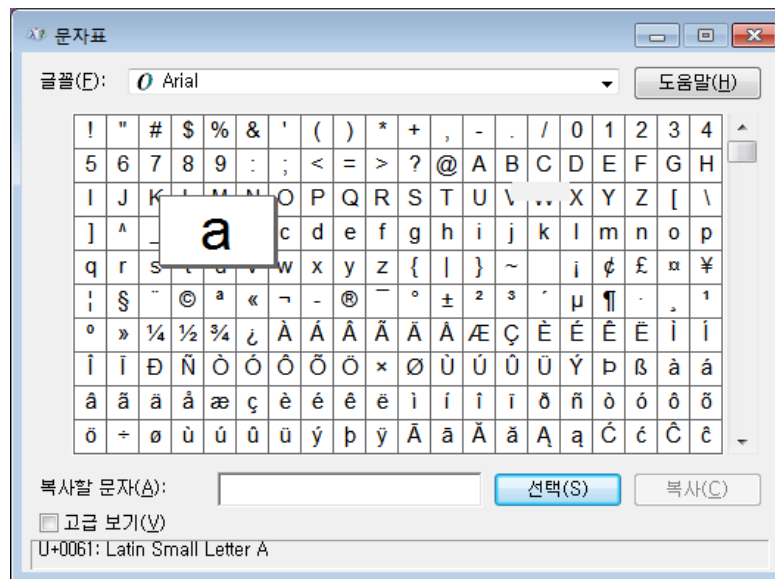 문자표
글꼴(F): O Arial 도움말(H)
! " # $ % & ' ( ) * + , - . / 0 1 2 3 4
5 6 7 8 9 : ; < = > ? @ A B C D E F G H
I J K O P Q R S T U X Y Z [ \
] ^ _ a c d e f g h i j k l m n o p
q r s t u v w x y z { | } ~ ¡ ¢ £ ¤ ¥
¦ § ¨ © ª « ¬ - ® ¯ ° ± ² ³ ´ µ ¶ · ¸ ¹
º » ¼ ½ ¾ ¿ À Á Â Ã Ä Å Æ Ç È É Ê Ë Ì Í
Î Ï Ð Ñ Ò Ó Ô Õ Ö × Ø Ù Ú Û Ü Ý Þ ß à á
â ã ä å æ ç è é ê ë ì í î ï ð ñ ò ó ô õ
ö ÷ ø ù ú û ü ý þ ÿ Ā ā Ă ă Ą ą Ć ć Ĉ ĉ
복사할 문자(A): 선택(S) 복사(C)
고급 보기(V)
U+0061: Latin Small Letter A